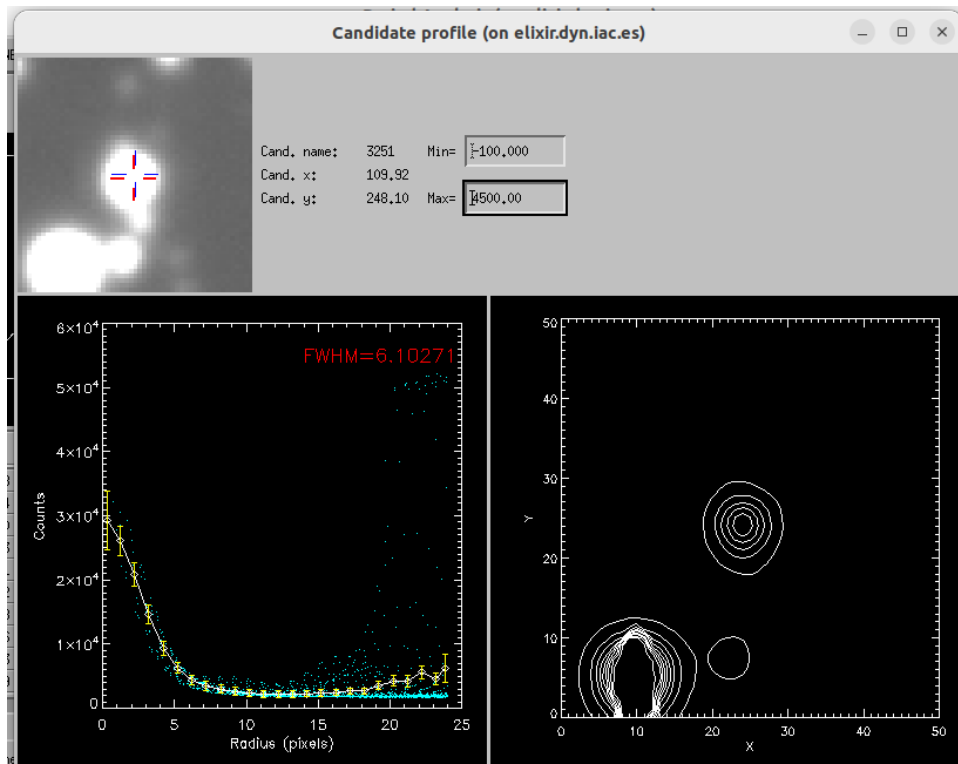 Candidate profile (on elixir.dyn.iac.es)
Cand. name: 3251 Min= -100.000
Cand. x: 109.92
Cand. y: 248.10 Max= 4500.00
FWHM=6.10271
6×10⁴
5×10⁴
4×10⁴
3×10⁴
2×10⁴
1×10⁴
0
Counts
0 5 10 15 20 25
Radius (pixels)
50
40
30
20
10
0
Y
0 10 20 30 40 50
X